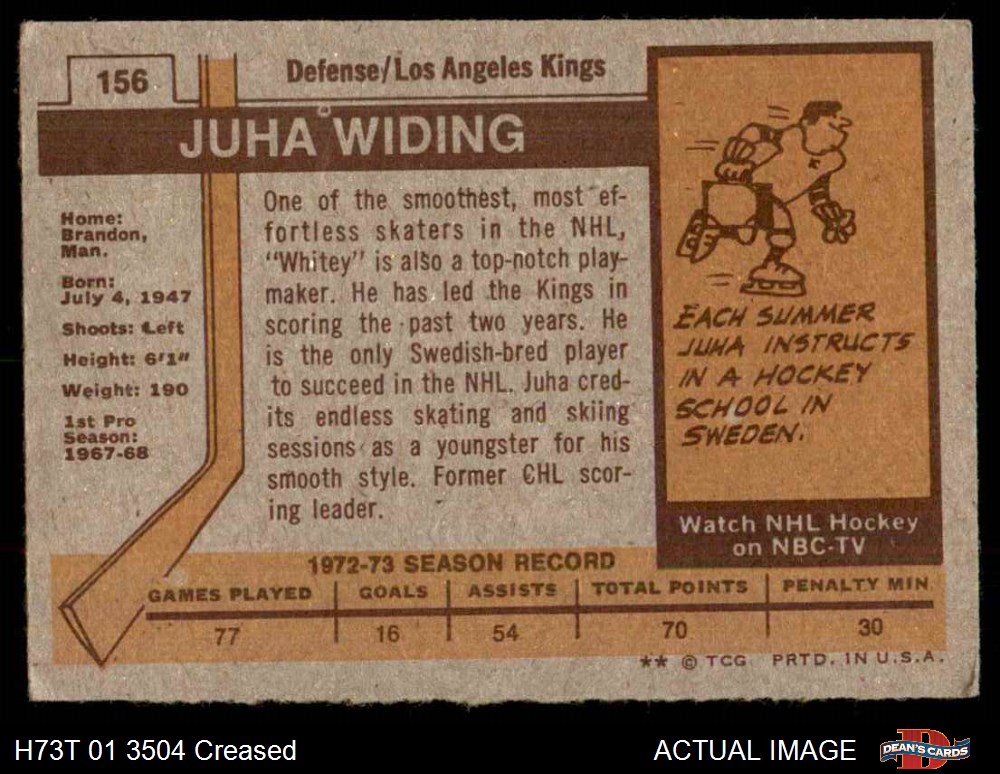 156
Defense/Los Angeles Kings
JUHA WIDING
Home:
Brandon,
Man.
Born:
July 4, 1947
Shoots: Left
Height: 6'1"
Weight: 190
1st Pro
Season:
1967-68
One of the smoothest, most ef-
fortless skaters in the NHL,
"Whitey" is also a top-notch play-
maker. He has led the Kings in
scoring the past two years. He
is the only Swedish-bred player
to succeed in the NHL. Juha cred-
its endless skating and skiing
sessions as a youngster for his
smooth style. Former CHL scor-
ing leader.
K
EACH SUMMER
JUHA INSTRUCTS
IN A HOCKEY
SCHOOL IN
SWEDEN.
Watch NHL Hockey
on NBC-TV
1972-73 SEASON RECORD
GAMES PLAYED GOALS ASSISTS TOTAL POINTS PENALTY MIN
77 16 54 70 30
** © TCG PRTD. IN U.S.A.
H73T 01 3504 Creased
ACTUAL IMAGE
DEAN'S CARDS